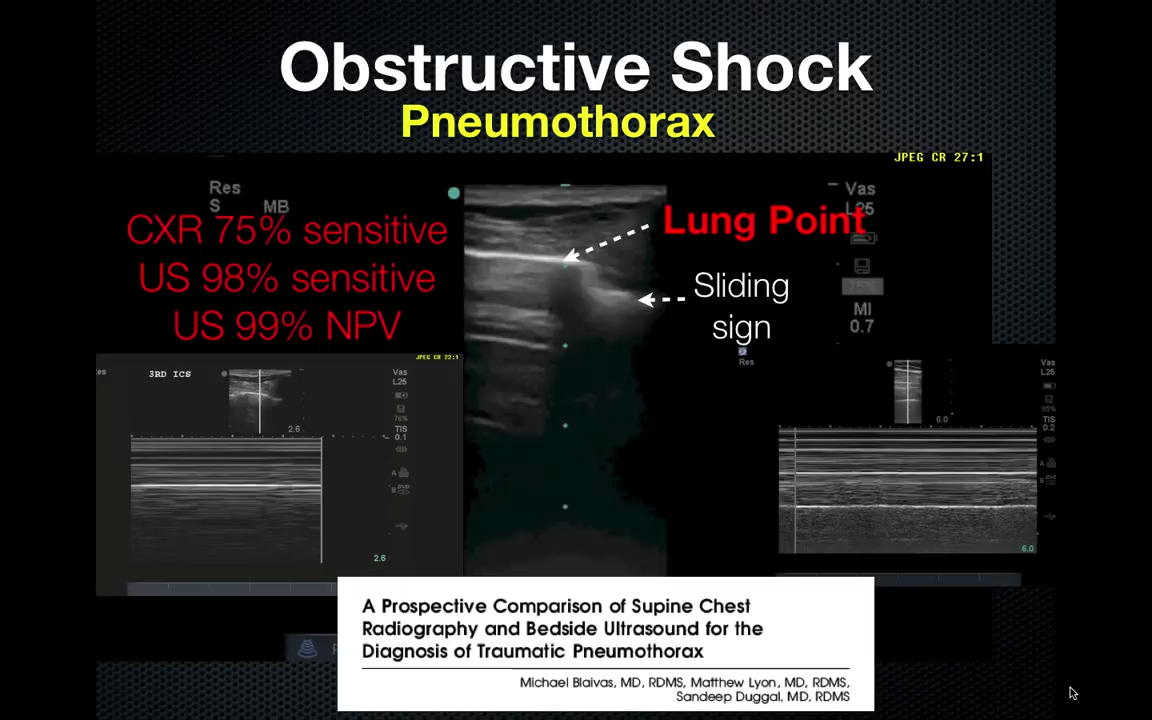 Obstructive Shock
Pneumothorax
JPEG CR 27:1
Res
S MB
Vas
L25
CXR 75% sensitive
US 98% sensitive
US 99% NPV
Lung Point
Sliding
sign
75%
MI
0.7
JPEG CR 22:1
3RD ICS
Vas
L25
76%
TIS
0.1
2.6
A
B
2.6
Res
Vas
L25
85%
TIS
0.2
6.0
A
B
6.0
A Prospective Comparison of Supine Chest
Radiography and Bedside Ultrasound for the
Diagnosis of Traumatic Pneumothorax
Michael Blaivas, MD, RDMS, Matthew Lyon, MD, RDMS,
Sandeep Duggal, MD, RDMS